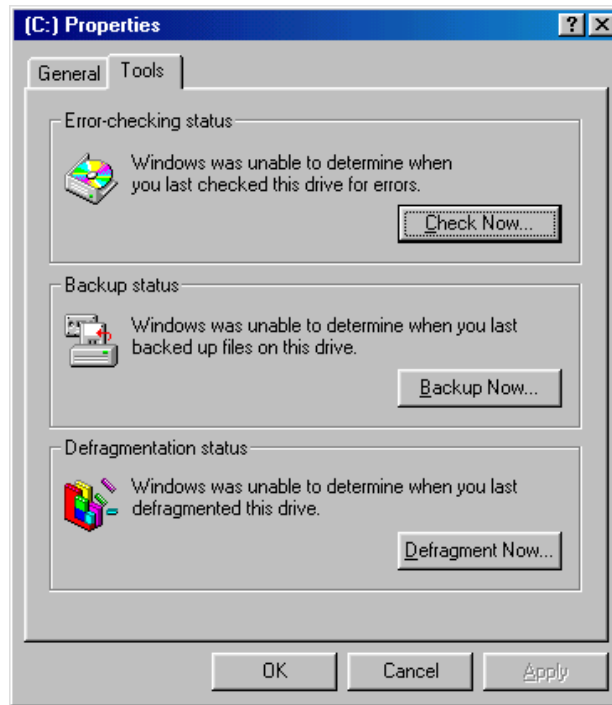 (C:) Properties
General Tools
Error-checking status
Windows was unable to determine when
you last checked this drive for errors.
Check Now...
Backup status
Windows was unable to determine when you last
backed up files on this drive.
Backup Now...
Defragmentation status
Windows was unable to determine when you last
defragmented this drive.
Defragment Now...
OK Cancel Apply